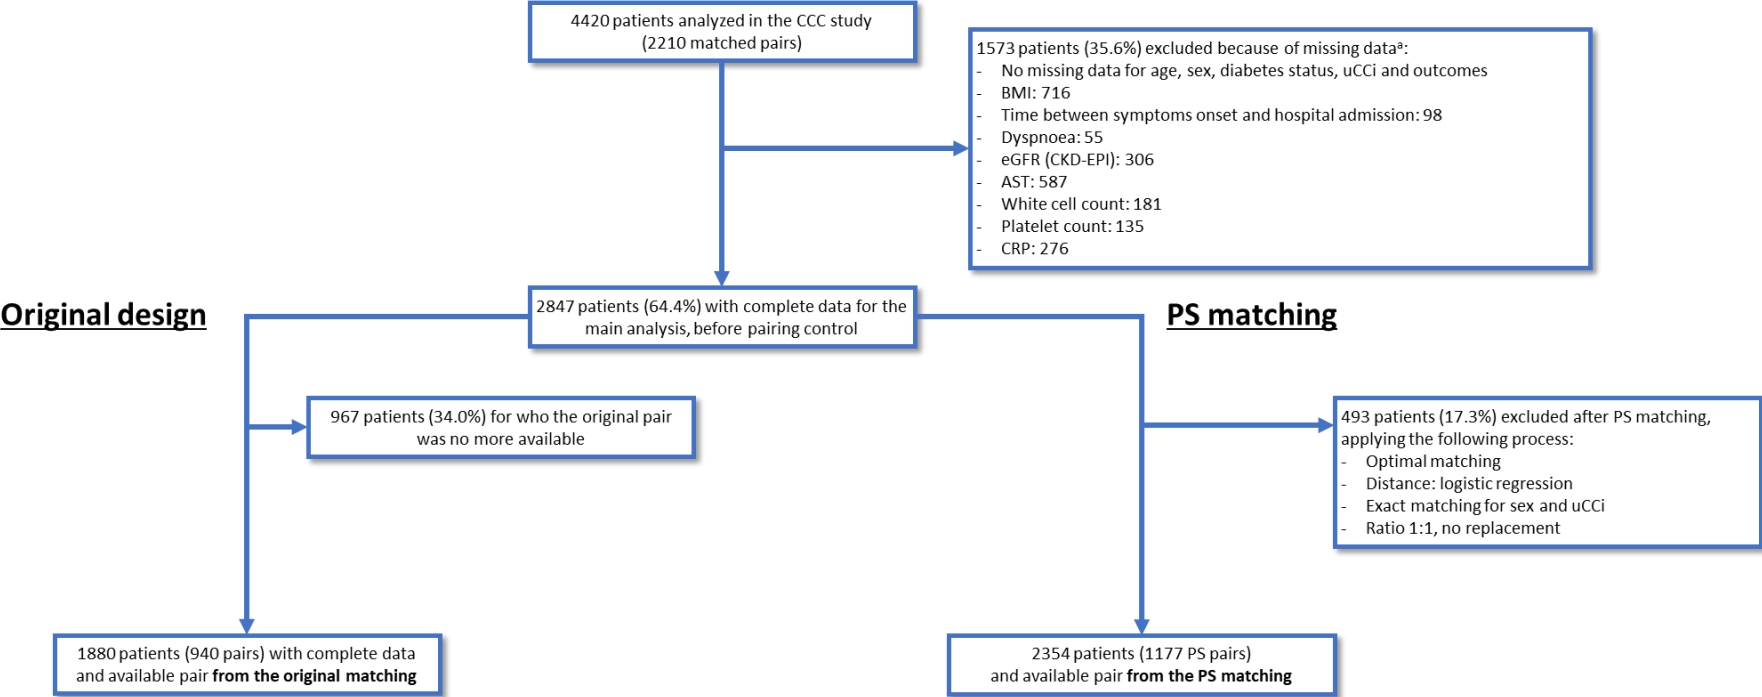 4420 patients analyzed in the CCC study
(2210 matched pairs)
1573 patients (35.6%) excluded because of missing dataᵃ:
- No missing data for age, sex, diabetes status, uCCi and outcomes
- BMI: 716
- Time between symptoms onset and hospital admission: 98
- Dyspnoea: 55
- eGFR (CKD-EPI): 306
- AST: 587
- White cell count: 181
- Platelet count: 135
- CRP: 276
2847 patients (64.4%) with complete data for the
main analysis, before pairing control
Original design
PS matching
967 patients (34.0%) for who the original pair
was no more available
493 patients (17.3%) excluded after PS matching,
applying the following process:
- Optimal matching
- Distance: logistic regression
- Exact matching for sex and uCCi
- Ratio 1:1, no replacement
1880 patients (940 pairs) with complete data
and available pair from the original matching
2354 patients (1177 PS pairs)
and available pair from the PS matching